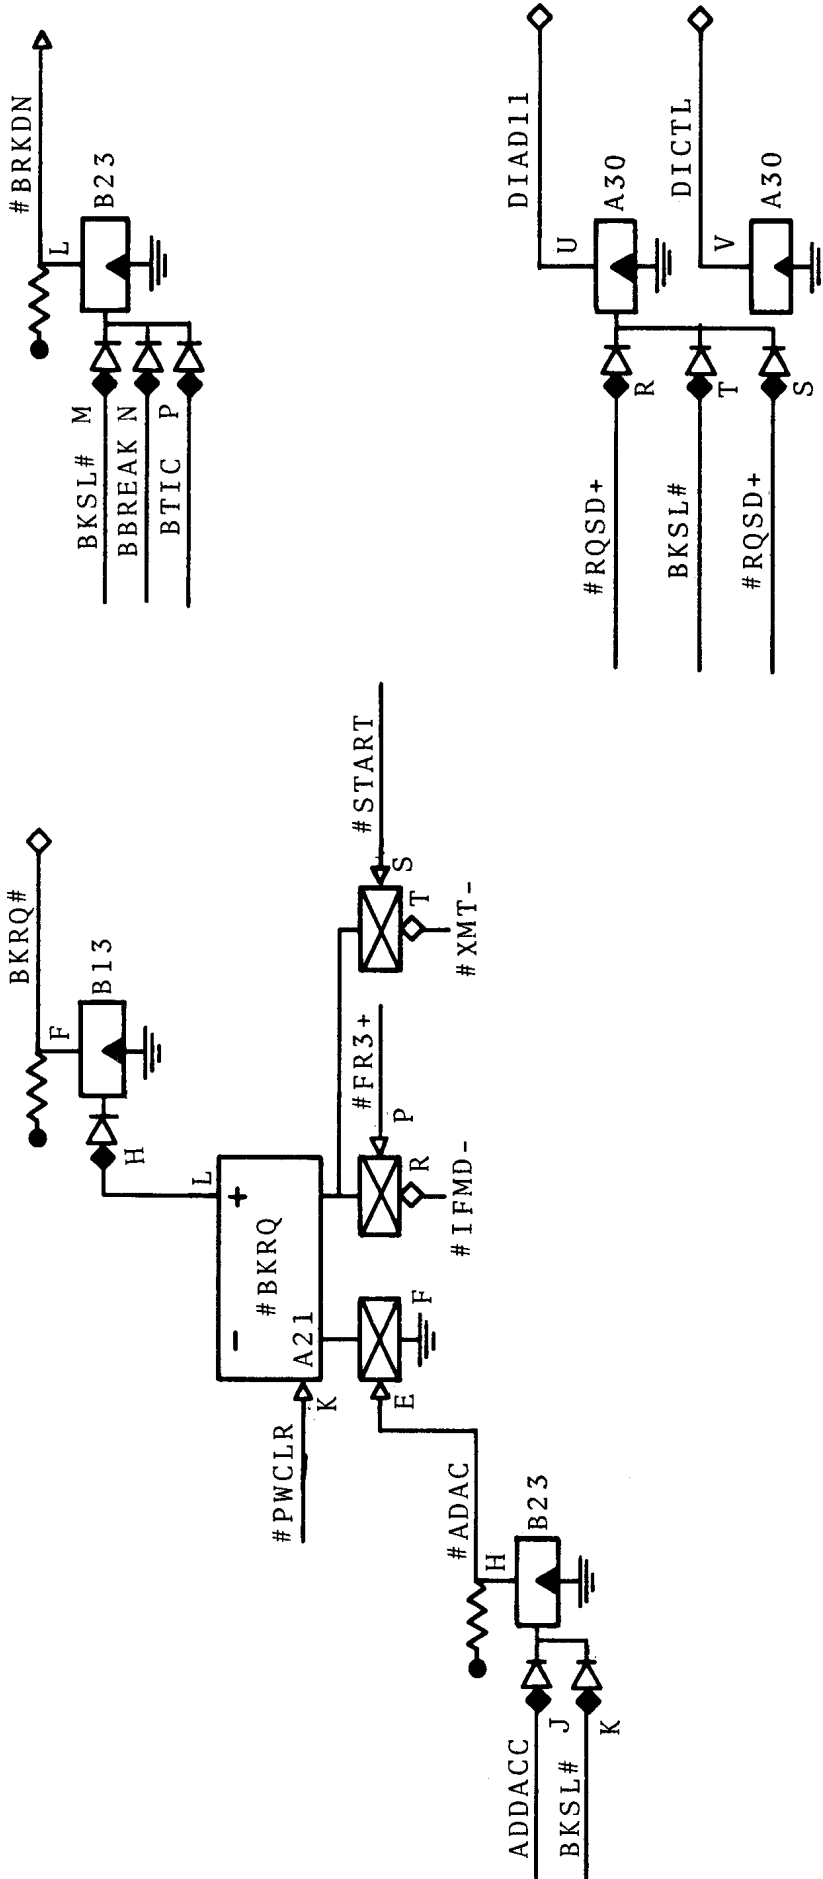 #BRKDN
L
B23
BKSL# M
BBREAK N
BTIC P
DIAD11
U
A30
DICTL
V
A30
#RQSD+
R
BKSL#
T
#RQSD+
S
BKRQ#
F
B13
H
L
+
#BKRQ
-
A21
#PWCLR
K
#START
S
T
#XMT-
#FR3+
P
R
#IFMD-
F
E
#ADAC
H
B23
ADDACC J
BKSL# K